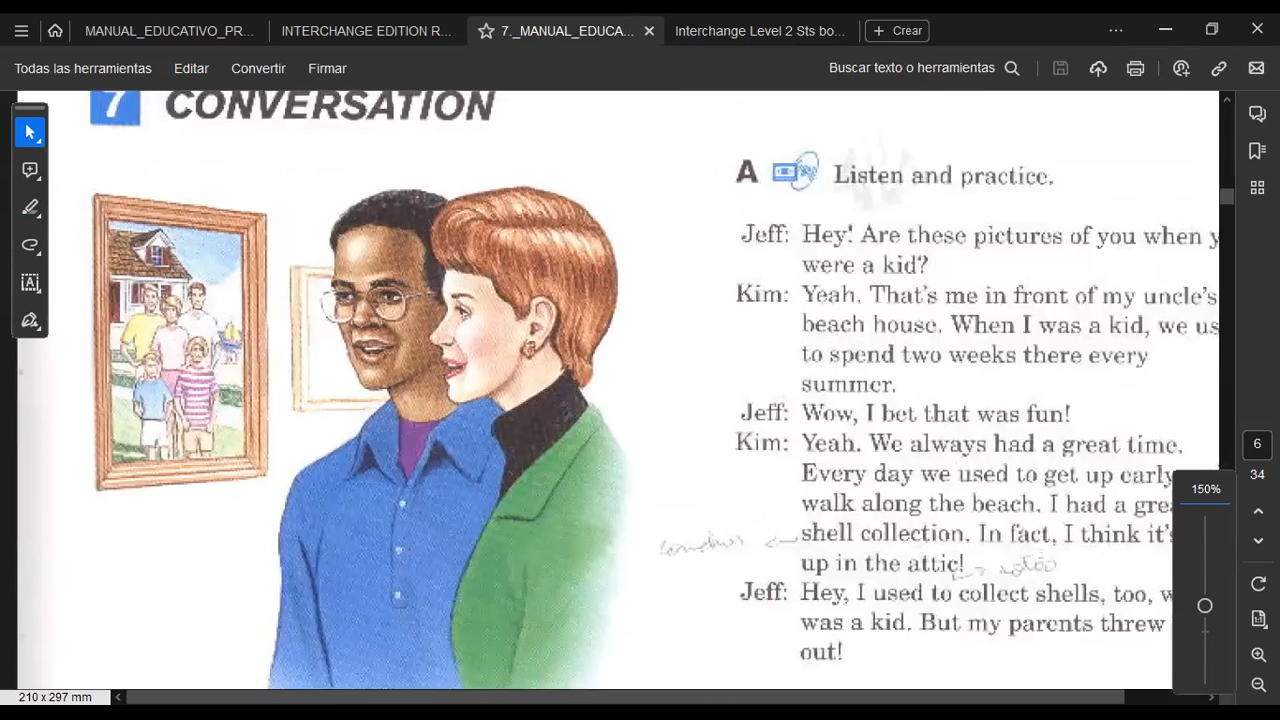 MANUAL_EDUCATIVO_PR...
INTERCHANGE EDITION R...
7._MANUAL_EDUCA...
Interchange Level 2 Sts bo...
Crear
Todas las herramientas
Editar
Convertir
Firmar
Buscar texto o herramientas
7 CONVERSATION
A Listen and practice.
Jeff: Hey! Are these pictures of you when y
were a kid?
Kim: Yeah. That's me in front of my uncle's
beach house. When I was a kid, we us
to spend two weeks there every
summer.
Jeff: Wow, I bet that was fun!
Kim: Yeah. We always had a great time.
Every day we used to get up early
walk along the beach. I had a grea
shell collection. In fact, I think it's
up in the attic!
Jeff: Hey, I used to collect shells, too, w
was a kid. But my parents threw
out!
6
34
150%
210 x 297 mm